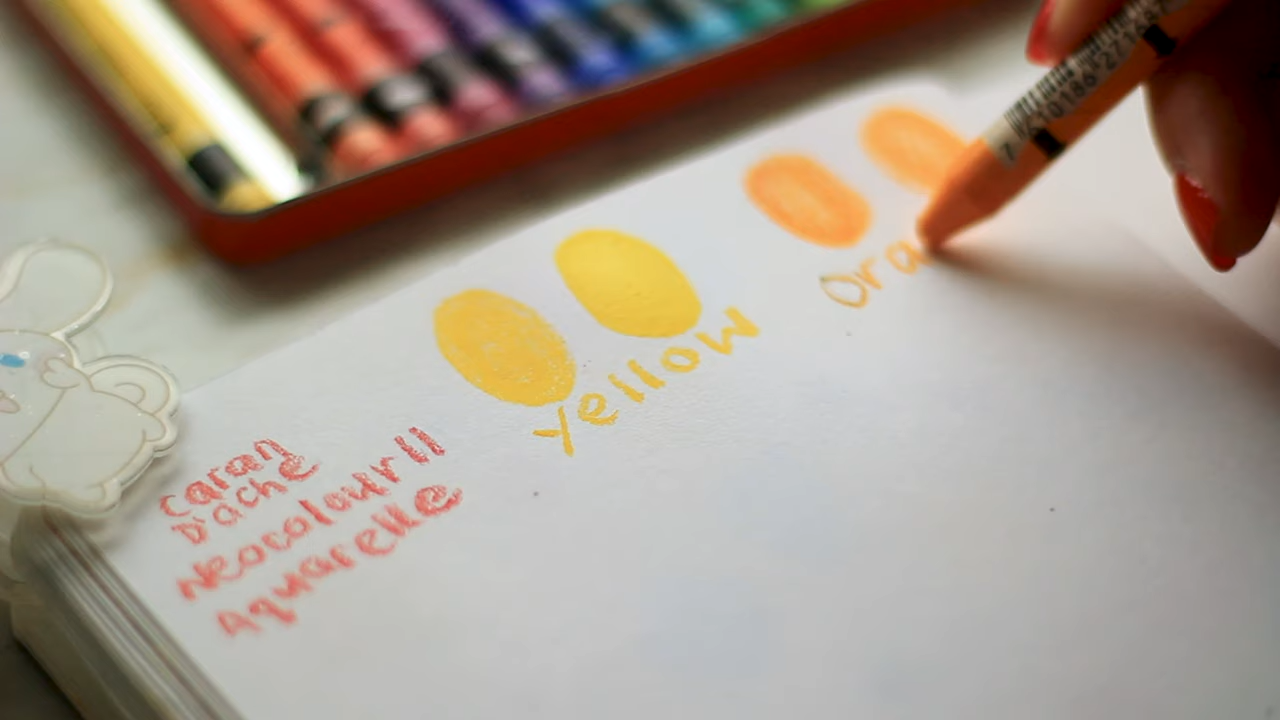 Caran
D'ache
Neocolour II
Aquarelle
Yellow
Ora